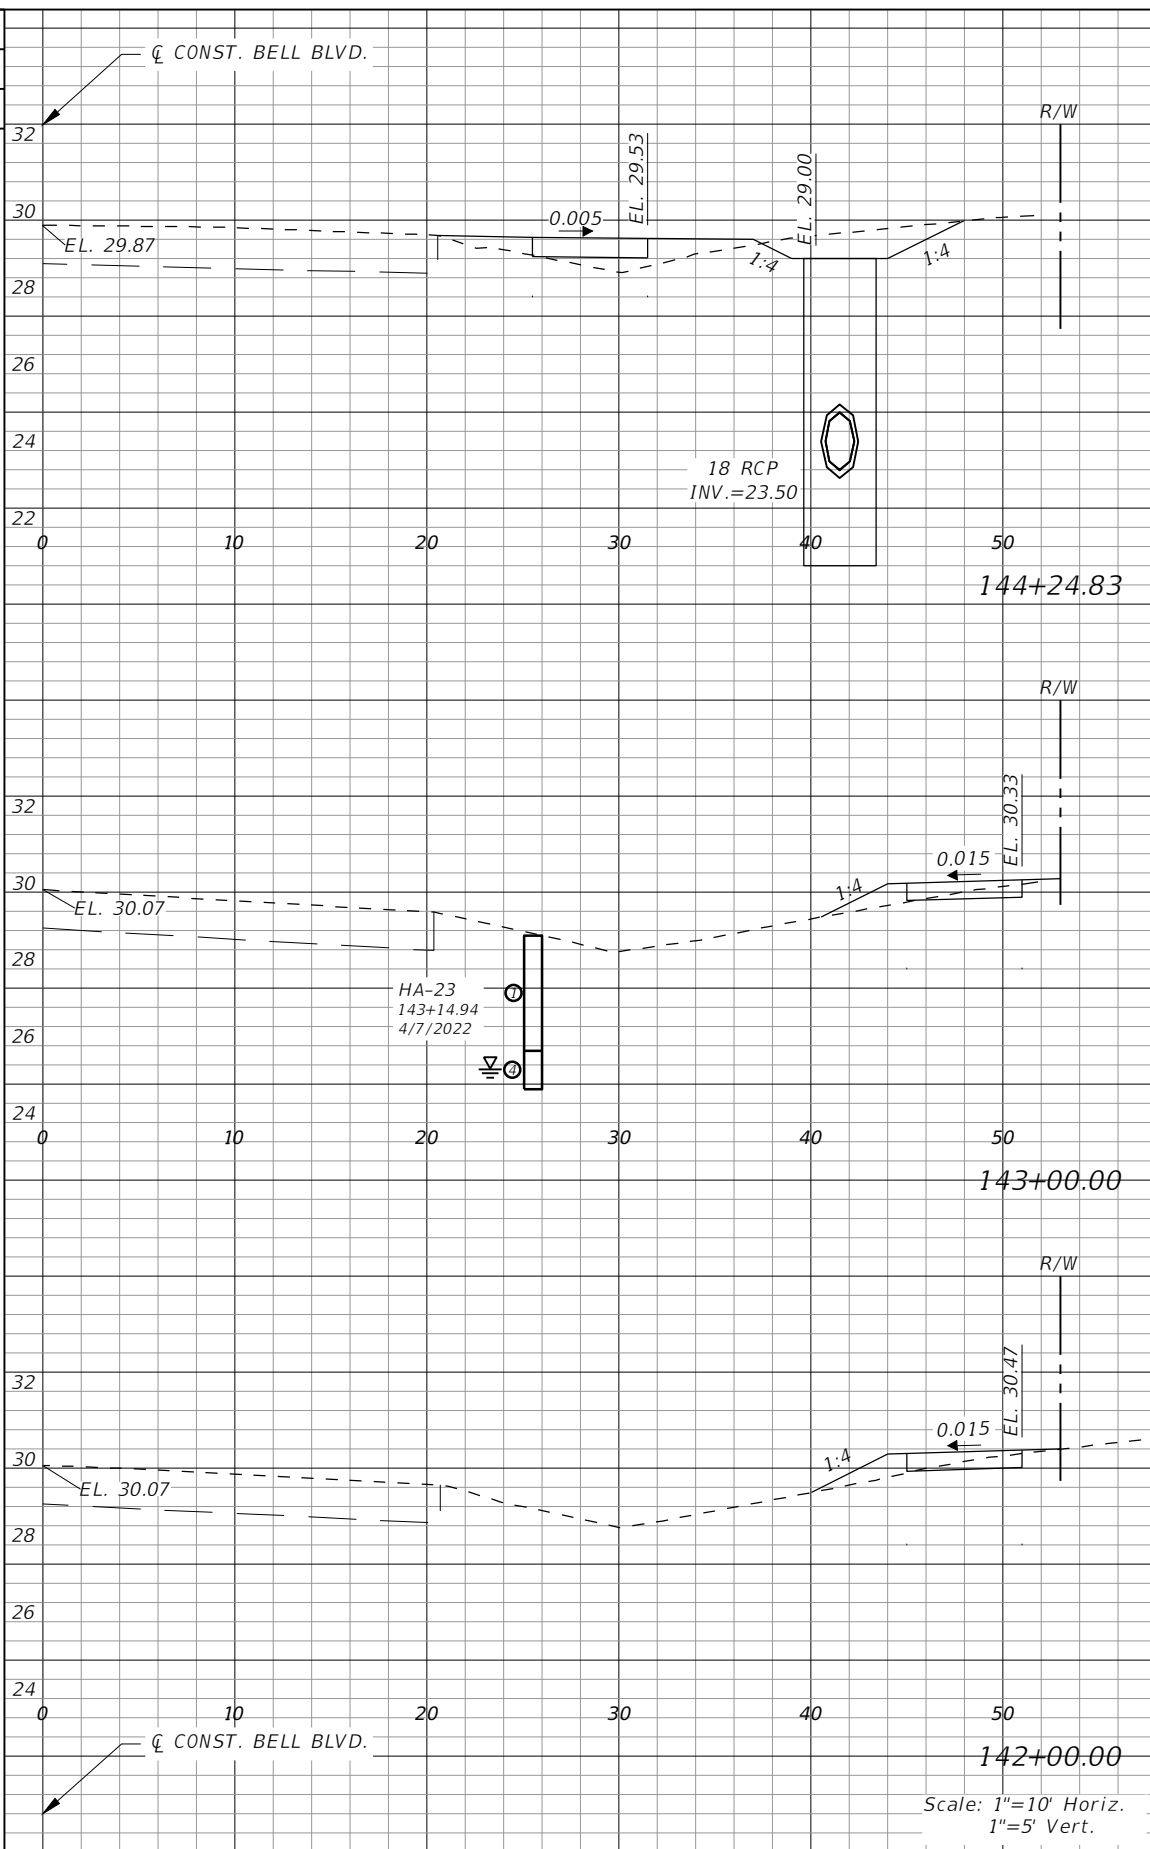 ℄ CONST. BELL BLVD.
R/W
32
EL. 29.53
EL. 29.00
30
0.005
EL. 29.87
1:4
1:4
28
26
24
18 RCP
INV.=23.50
22
0 10 20 30 40 50
144+24.83
R/W
32
EL. 30.33
30
0.015
1:4
EL. 30.07
28
HA-23
1
143+14.94
4/7/2022
26
4
24
0 10 20 30 40 50
143+00.00
R/W
32
EL. 30.47
30
0.015
1:4
EL. 30.07
28
26
24
0 10 20 30 40 50
℄ CONST. BELL BLVD.
142+00.00
Scale: 1"=10' Horiz.
1"=5' Vert.